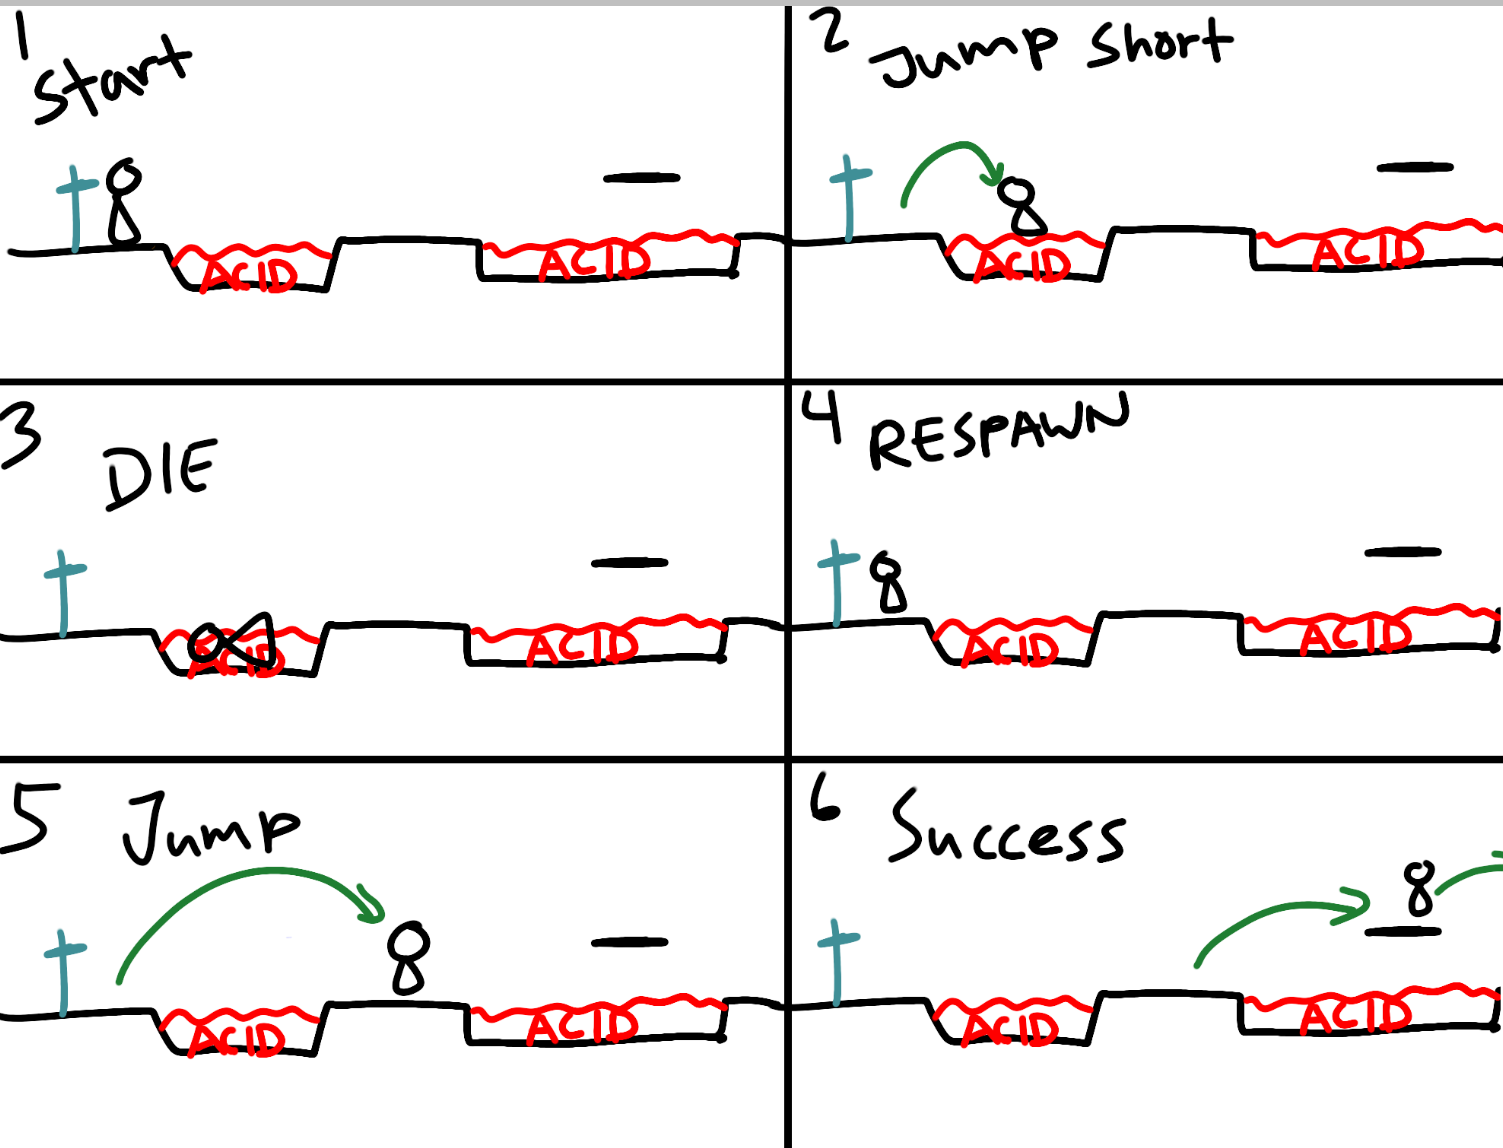 1
Start
ACID
ACID
2
Jump Short
ACID
ACID
3
DIE
ACID
ACID
4
RESPAWN
ACID
ACID
5
Jump
ACID
ACID
6
Success
ACID
ACID